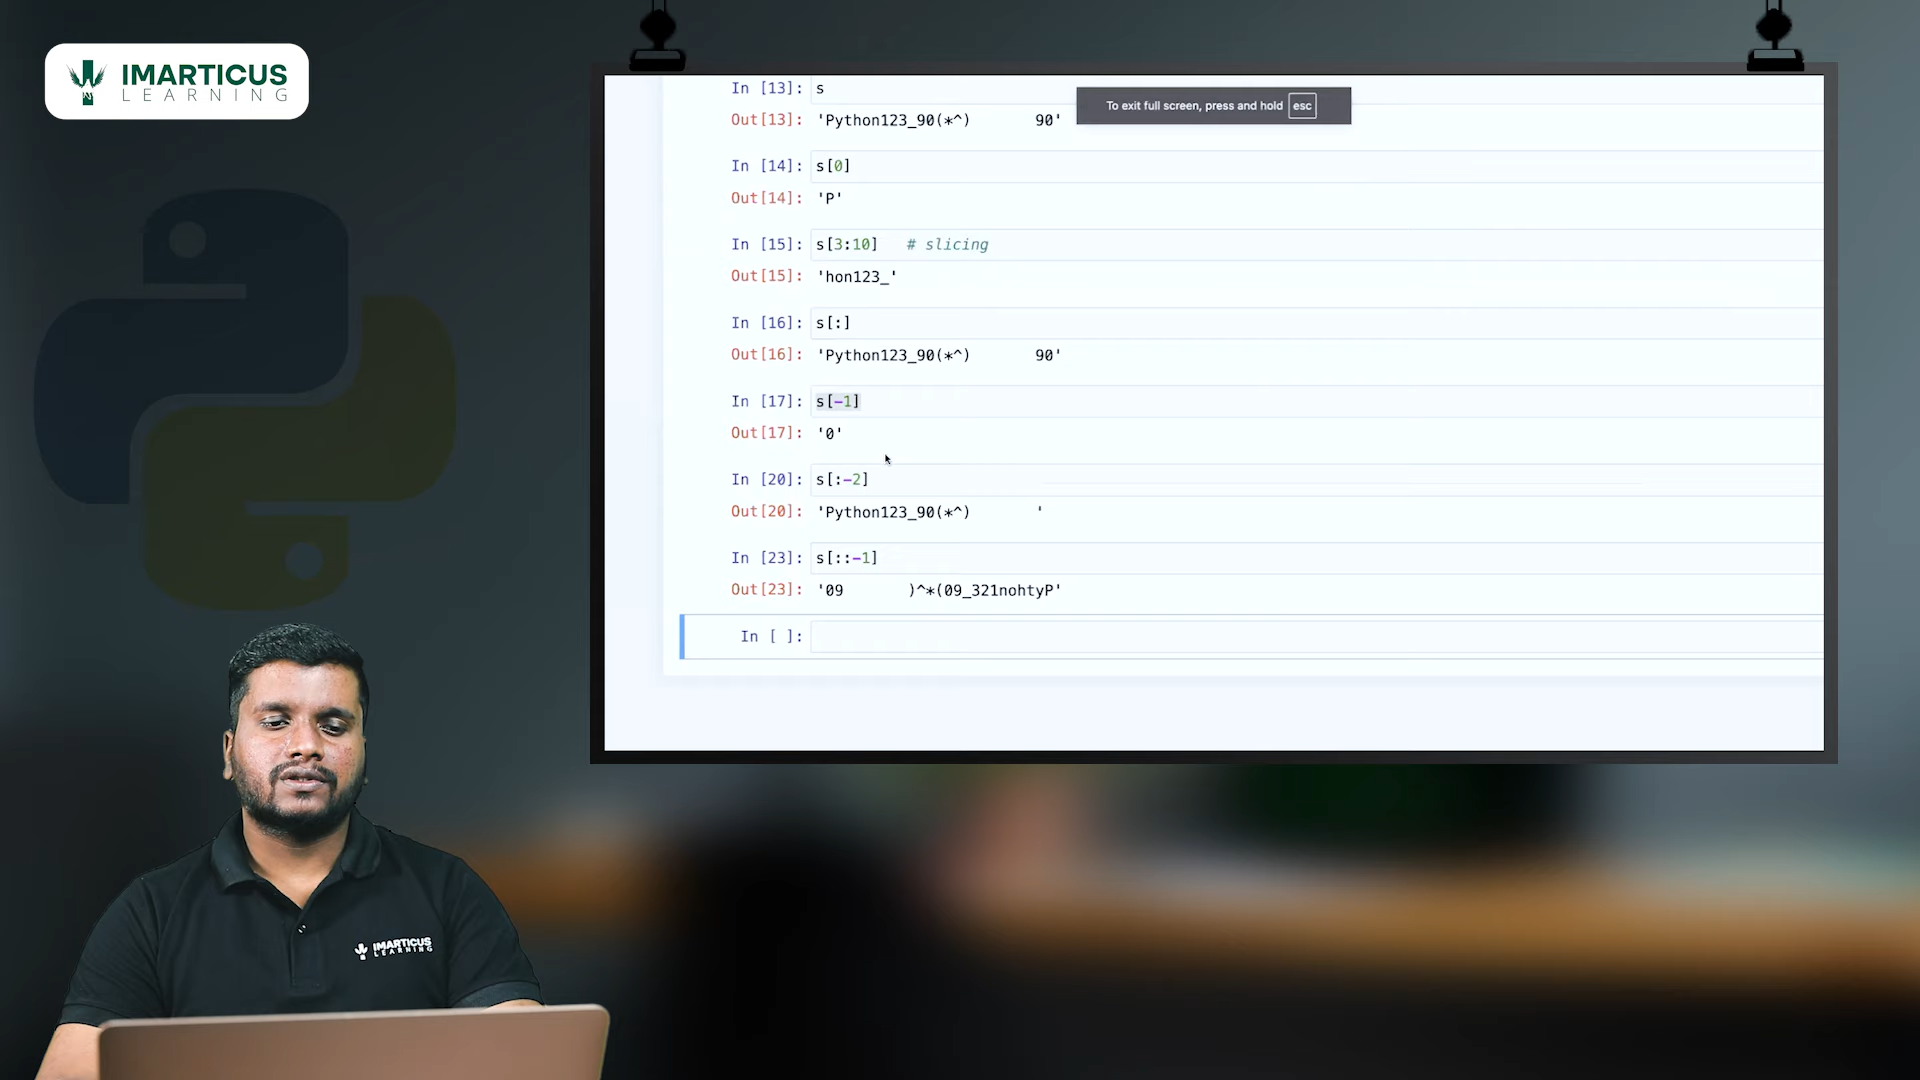 IMARTICUS
LEARNING
In [13]: s
To exit full screen, press and hold esc
Out[13]: 'Python123_90(*^)       90'
In [14]: s[0]
Out[14]: 'P'
In [15]: s[3:10]   # slicing
Out[15]: 'hon123_'
In [16]: s[:]
Out[16]: 'Python123_90(*^)       90'
In [17]: s[-1]
Out[17]: '0'
In [20]: s[:-2]
Out[20]: 'Python123_90(*^)       '
In [23]: s[::-1]
Out[23]: '09       )^*(09_321nohtyP'
In [ ]:
IMARTICUS
LEARNING